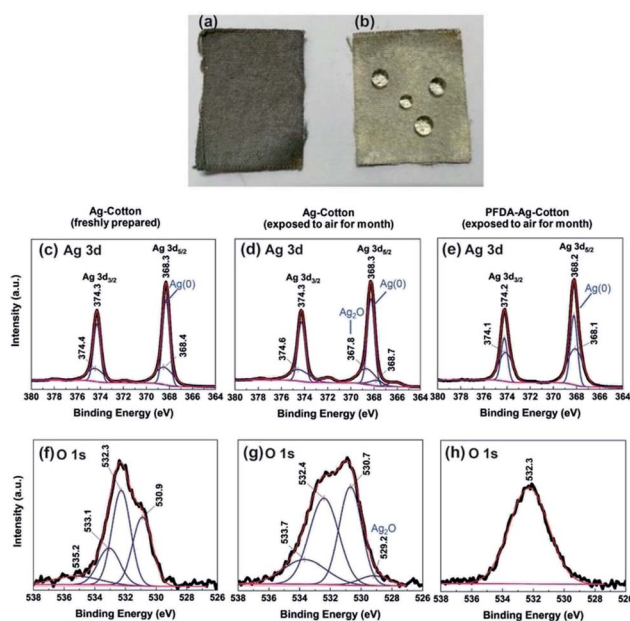 (a)
(b)
Ag-Cotton
(freshly prepared)
Ag-Cotton
(exposed to air for month)
PFDA-Ag-Cotton
(exposed to air for month)
(c) Ag 3d
Ag 3d3/2
374.3
374.4
Ag 3d5/2
368.3
Ag(0)
368.4
380 378 376 374 372 370 368 366 364
Binding Energy (eV)
Intensity (a.u.)
(d) Ag 3d
Ag 3d3/2
374.3
374.6
Ag 3d5/2
368.3
Ag(0)
Ag2O
367.8
368.7
380 378 376 374 372 370 368 366 364
Binding Energy (eV)
(e) Ag 3d
Ag 3d3/2
374.2
374.1
Ag 3d5/2
368.2
Ag(0)
368.1
380 378 376 374 372 370 368 366 364
Binding Energy (eV)
(f) O 1s
532.3
533.1
535.2
530.9
538 536 534 532 530 528 526
Binding Energy (eV)
Intensity (a.u.)
(g) O 1s
532.4
533.7
530.7
Ag2O
529.2
538 536 534 532 530 528 526
Binding Energy (eV)
(h) O 1s
532.3
538 536 534 532 530 528 526
Binding Energy (eV)